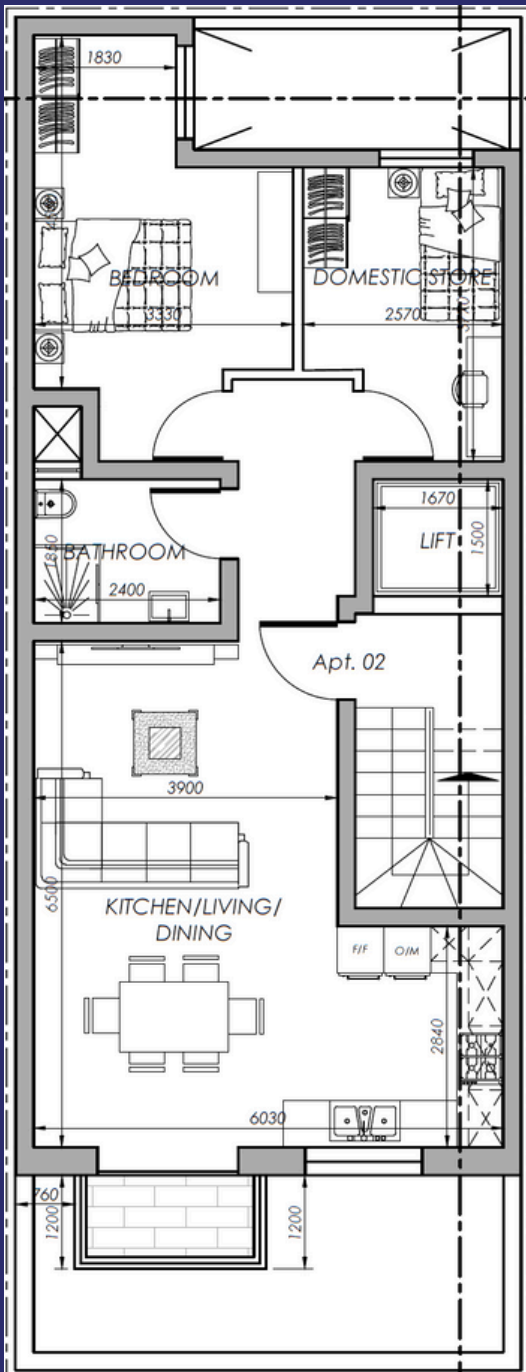 1830
BEDROOM
3330
DOMESTIC STORE
2570
BATHROOM
1850
2400
1670
LIFT
1500
Apt. 02
3900
6500
KITCHEN/LIVING/
DINING
F/F
O/M
2840
6030
760
1200
1200